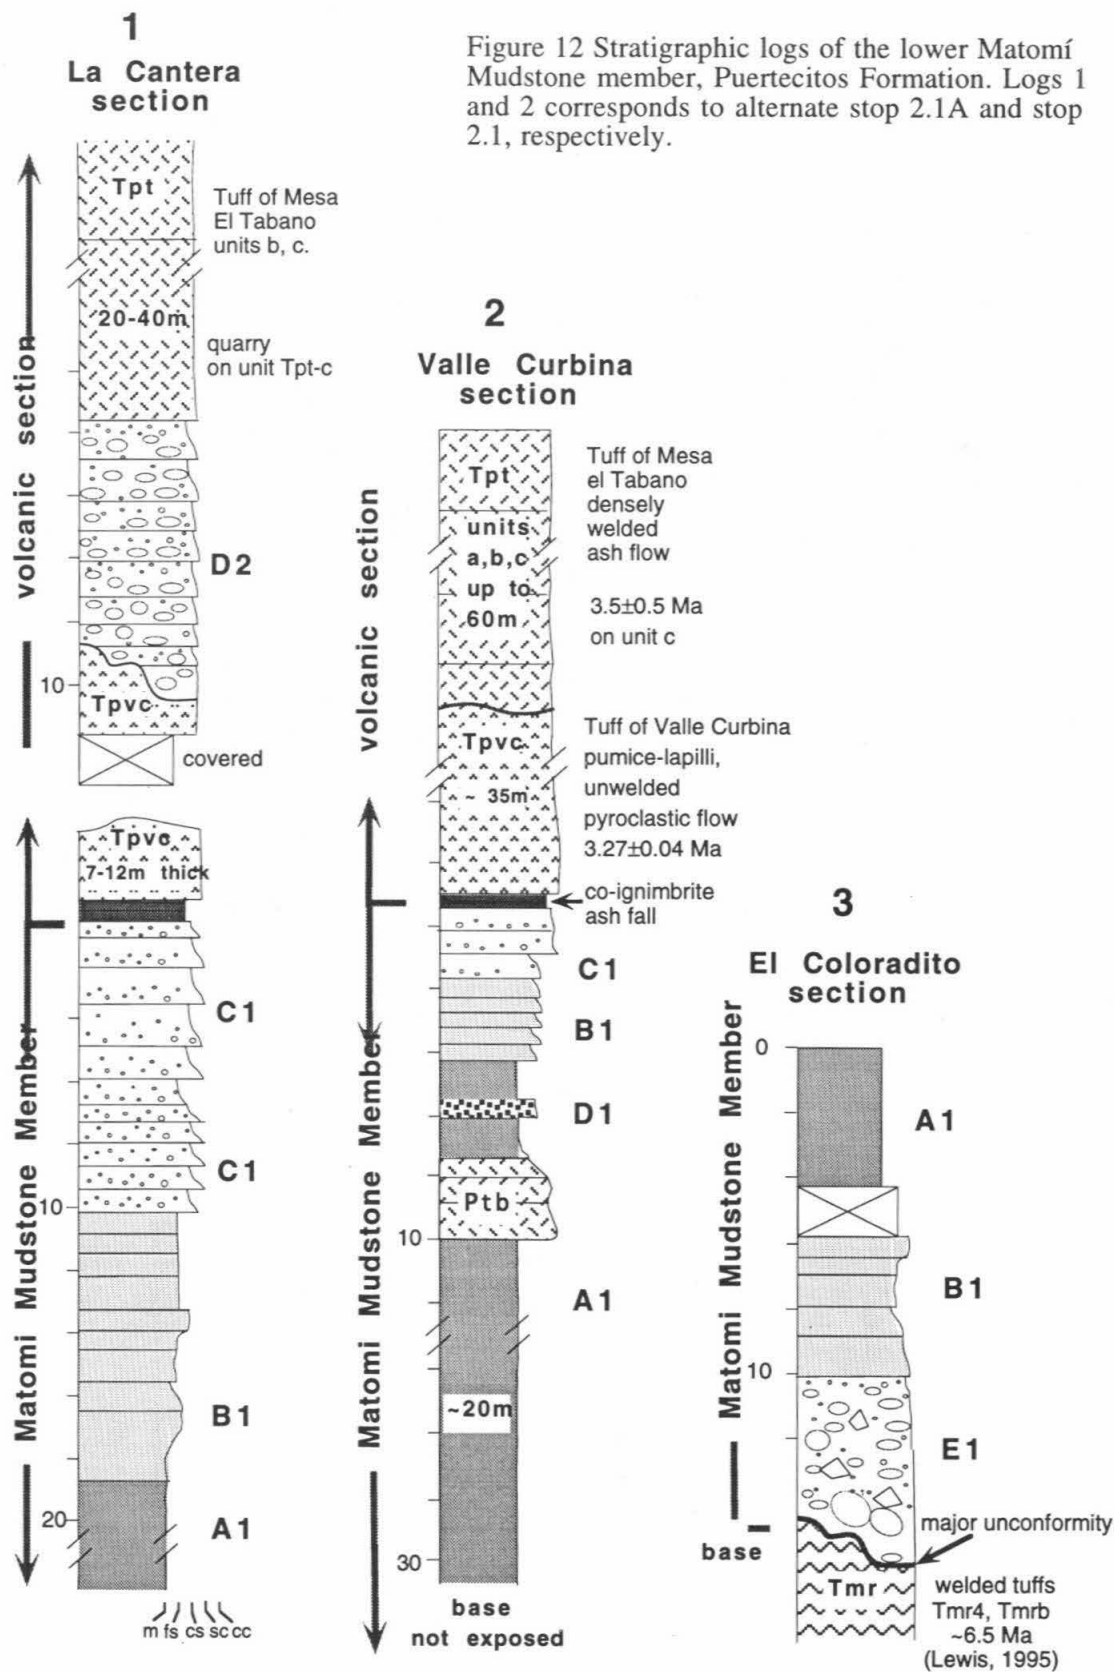 Figure 12 Stratigraphic logs of the lower Matomí
Mudstone member, Puertecitos Formation. Logs 1
and 2 corresponds to alternate stop 2.1A and stop
2.1, respectively.
1
La Cantera
section
volcanic section
Tpt
Tuff of Mesa
El Tabano
units b, c.
20-40m
quarry
on unit Tpt-c
D2
10
Tpvc
covered
Matomi Mudstone Member
Tpvc
7-12m thick
C1
C1
10
B1
20
A1
m fs cs sc cc
2
Valle Curbina
section
volcanic section
Tpt
units
a,b,c
up to
60m
Tuff of Mesa
el Tabano
densely
welded
ash flow
3.5±0.5 Ma
on unit c
Tpvc
~ 35m
Tuff of Valle Curbina
pumice-lapilli,
unwelded
pyroclastic flow
3.27±0.04 Ma
co-ignimbrite
ash fall
Matomi Mudstone Member
C1
B1
D1
Ptb
10
A1
~20m
30
base
not exposed
3
El Coloradito
section
Matomi Mudstone Member
0
A1
B1
10
E1
major unconformity
base
Tmr
welded tuffs
Tmr4, Tmrb
~6.5 Ma
(Lewis, 1995)